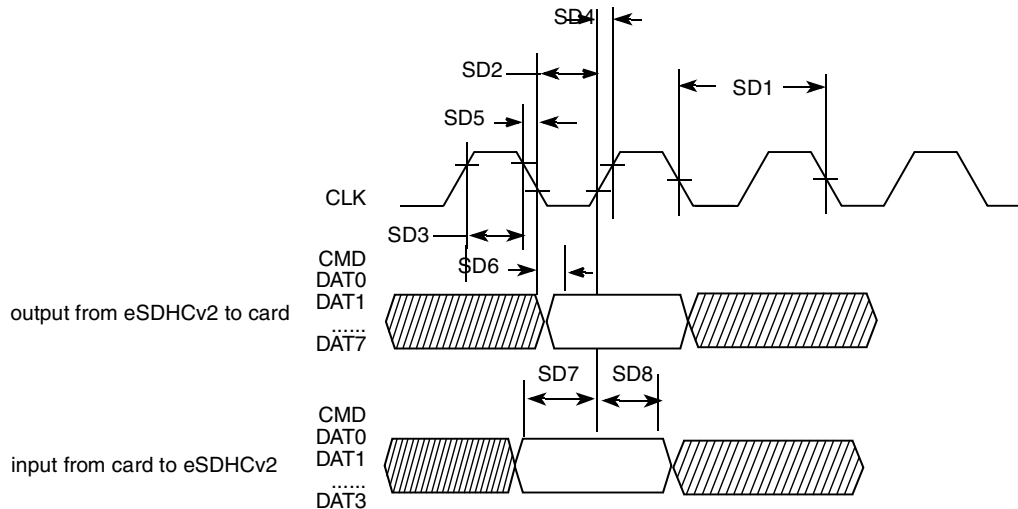 SD4
SD2
SD1
SD5
CLK
SD3
CMD
DAT0
SD6
DAT1
output from eSDHCv2 to card
......
DAT7
SD7
SD8
CMD
DAT0
DAT1
input from card to eSDHCv2
......
DAT3